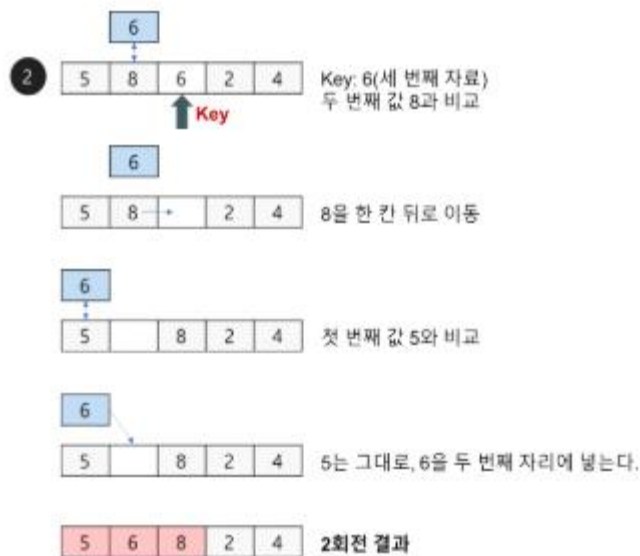 6
2
5 8 6 2 4
Key: 6(세 번째 자료)
두 번째 값 8과 비교
Key
6
5 8 2 4
8을 한 칸 뒤로 이동
6
5 8 2 4
첫 번째 값 5와 비교
6
5 8 2 4
5는 그대로, 6을 두 번째 자리에 넣는다.
5 6 8 2 4
2회전 결과